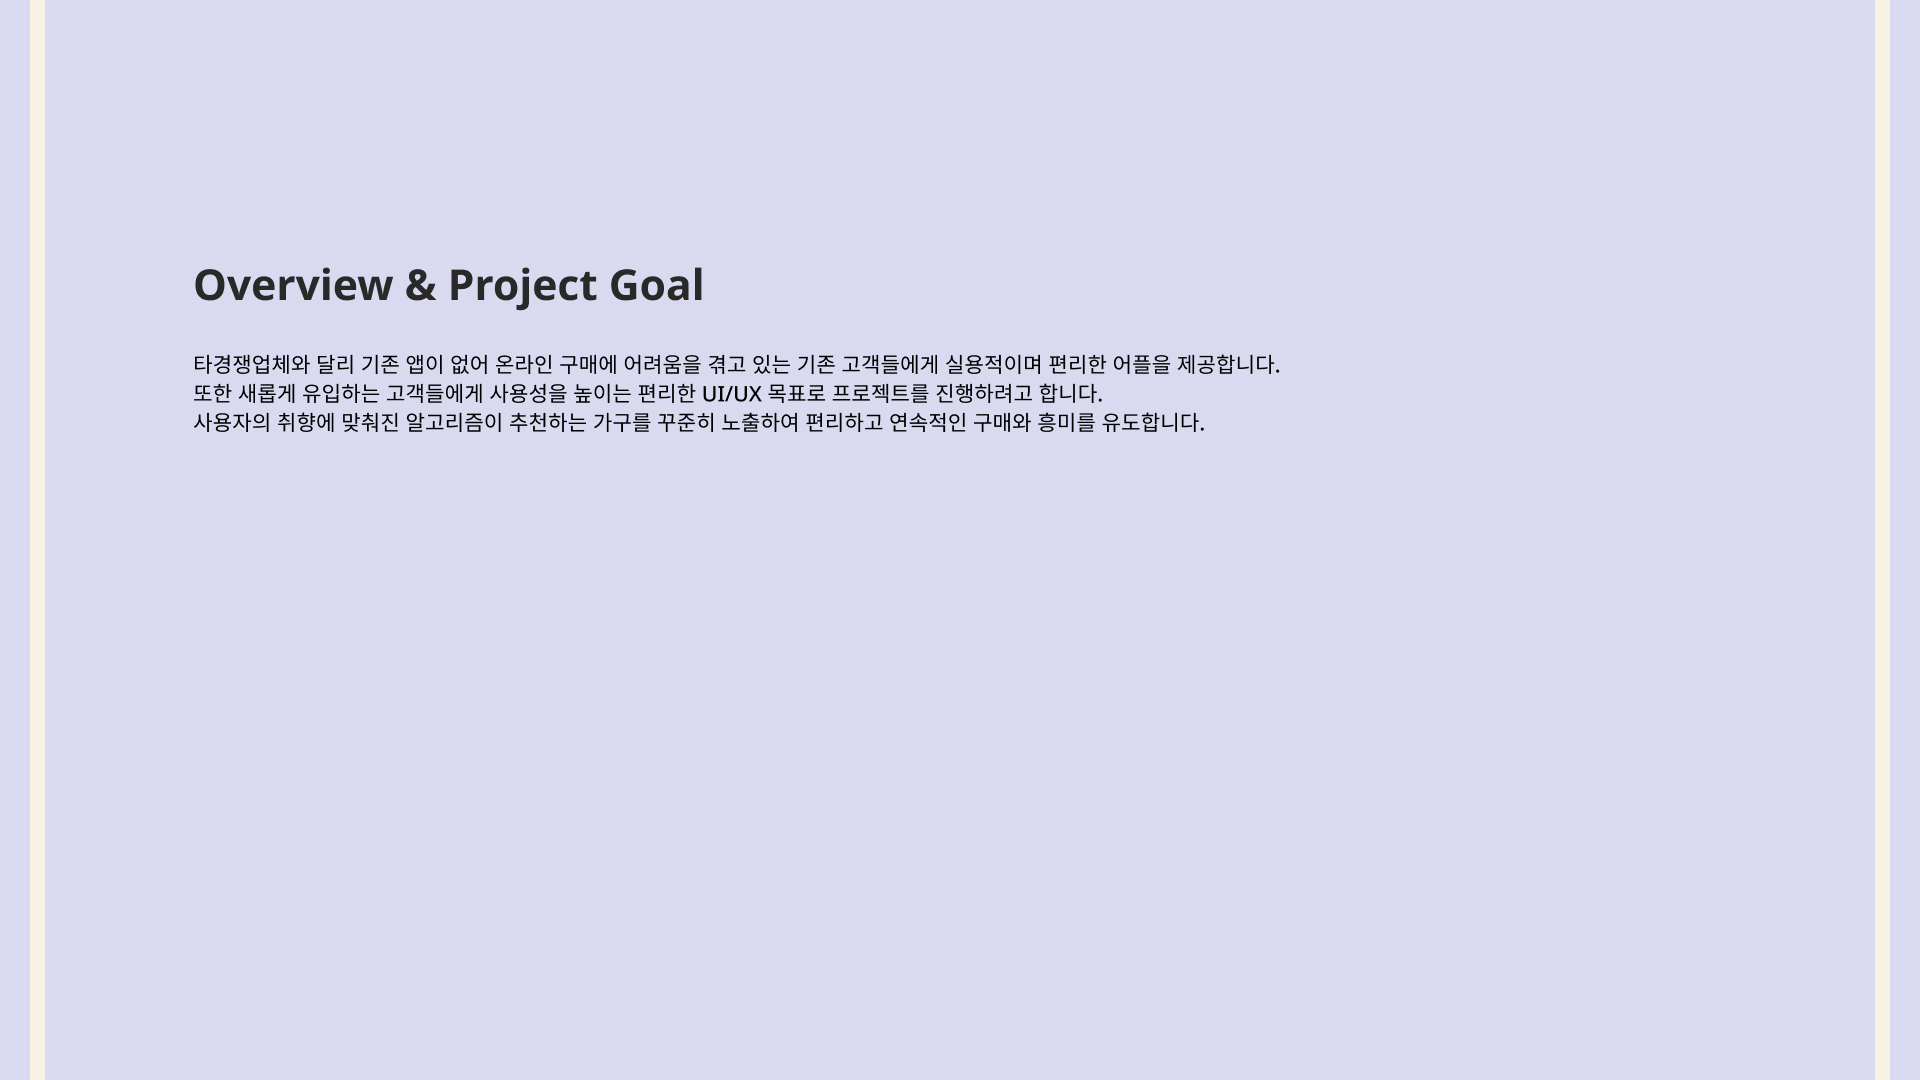 Overview & Project Goal
타경쟁업체와 달리 기존 앱이 없어 온라인 구매에 어려움을 겪고 있는 기존 고객들에게 실용적이며 편리한 어플을 제공합니다.
또한 새롭게 유입하는 고객들에게 사용성을 높이는 편리한 UI/UX 목표로 프로젝트를 진행하려고 합니다.
사용자의 취향에 맞춰진 알고리즘이 추천하는 가구를 꾸준히 노출하여 편리하고 연속적인 구매와 흥미를 유도합니다.